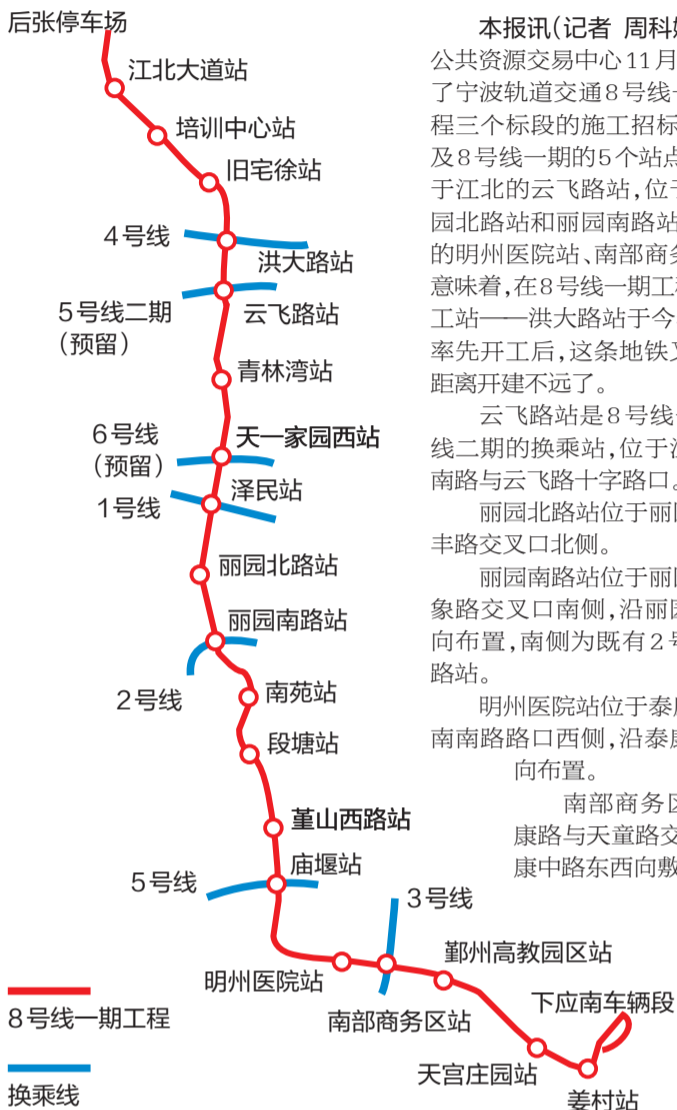 后张停车场
江北大道站
培训中心站
旧宅徐站
4号线
洪大路站
5号线二期
(预留)
云飞路站
青林湾站
6号线
(预留)
天一家园西站
1号线
泽民站
丽园北路站
丽园南路站
2号线
南苑站
段塘站
堇山西路站
5号线
庙堰站
3号线
明州医院站
鄞州高教园区站
南部商务区站
下应南车辆段
天宫庄园站
姜村站
8号线一期工程
换乘线
本报讯(记者 周科
公共资源交易中心11月
了宁波轨道交通8号线
程三个标段的施工招标
及8号线一期的5个站点
于江北的云飞路站,位于
园北路站和丽园南路站
的明州医院站、南部商务
意味着,在8号线一期工程
工站——洪大路站于今
率先开工后,这条地铁又
距离开建不远了。
云飞路站是8号线
线二期的换乘站,位于江
南路与云飞路十字路口。
丽园北路站位于丽园
丰路交叉口北侧。
丽园南路站位于丽园
象路交叉口南侧,沿丽园
向布置,南侧为既有2号
路站。
明州医院站位于泰康
南南路路口西侧,沿泰康
向布置。
南部商务区
康路与天童路交
康中路东西向敷